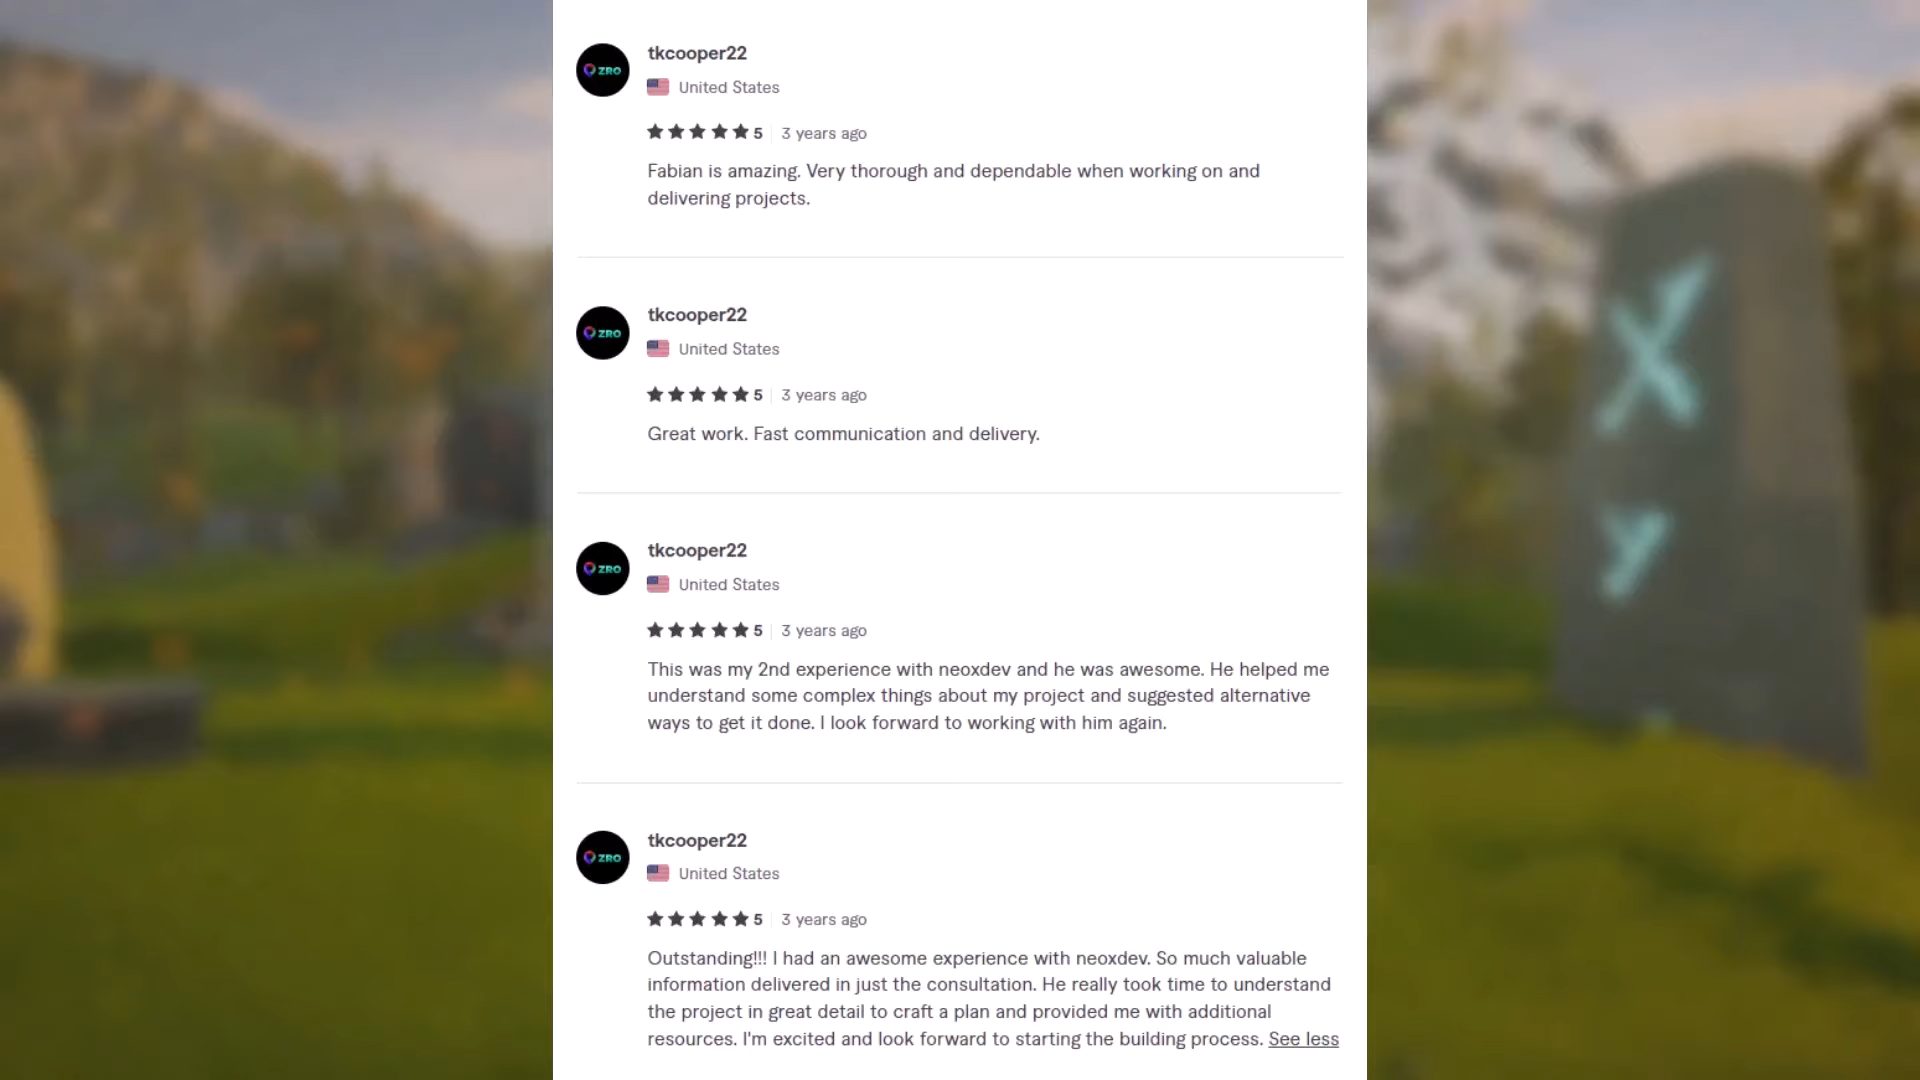 ZRO
tkcooper22
United States
5 3 years ago
Fabian is amazing. Very thorough and dependable when working on and
delivering projects.
ZRO
tkcooper22
United States
5 3 years ago
Great work. Fast communication and delivery.
ZRO
tkcooper22
United States
5 3 years ago
This was my 2nd experience with neoxdev and he was awesome. He helped me
understand some complex things about my project and suggested alternative
ways to get it done. I look forward to working with him again.
ZRO
tkcooper22
United States
5 3 years ago
Outstanding!!! I had an awesome experience with neoxdev. So much valuable
information delivered in just the consultation. He really took time to understand
the project in great detail to craft a plan and provided me with additional
resources. I'm excited and look forward to starting the building process. See less
X
Y